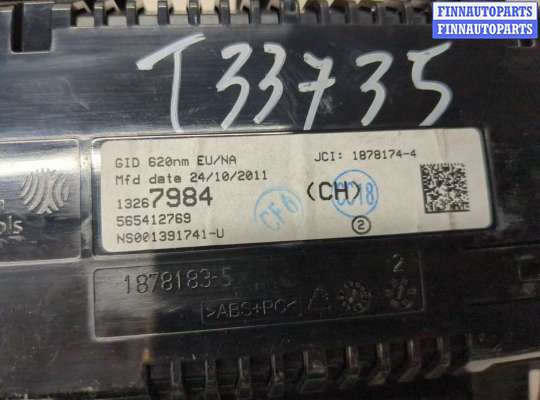 FINNAUTOPARTS
FINNAUTOPARTS
T33735
GID 620nm EU/NA
JCI: 1878174-4
Mfd date 24/10/2011
13267984
(CH)
565412769
CF6
CC18
NS001391741-U
2
1878183-5
2
>ABS+PC<